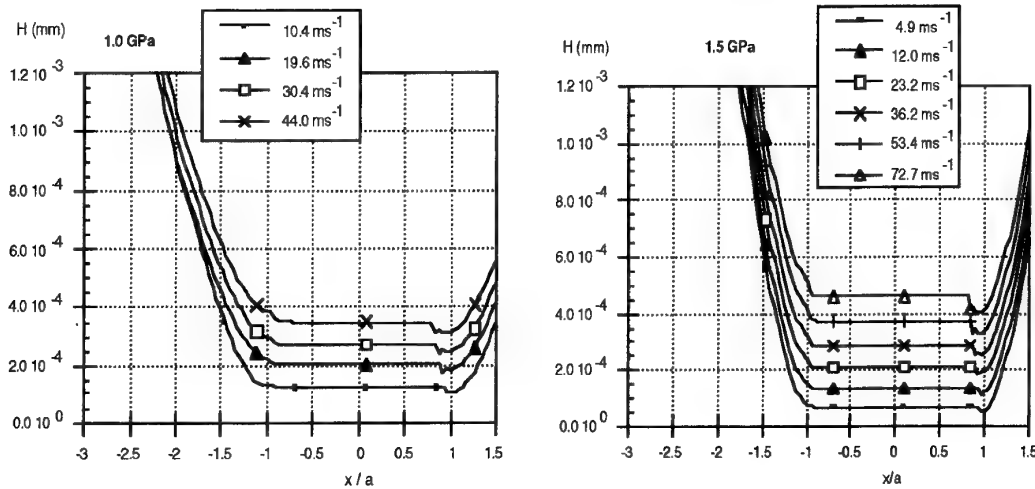 H (mm)
1.0 GPa
10.4 ms⁻¹
19.6 ms⁻¹
30.4 ms⁻¹
44.0 ms⁻¹
1.2 10⁻³
1.0 10⁻³
8.0 10⁻⁴
6.0 10⁻⁴
4.0 10⁻⁴
2.0 10⁻⁴
0.0 10⁰
-3 -2.5 -2 -1.5 -1 -0.5 0 0.5 1 1.5
x / a
H (mm)
1.5 GPa
4.9 ms⁻¹
12.0 ms⁻¹
23.2 ms⁻¹
36.2 ms⁻¹
53.4 ms⁻¹
72.7 ms⁻¹
1.2 10⁻³
1.0 10⁻³
8.0 10⁻⁴
6.0 10⁻⁴
4.0 10⁻⁴
2.0 10⁻⁴
0.0 10⁰
-3 -2.5 -2 -1.5 -1 -0.5 0 0.5 1 1.5
x/a